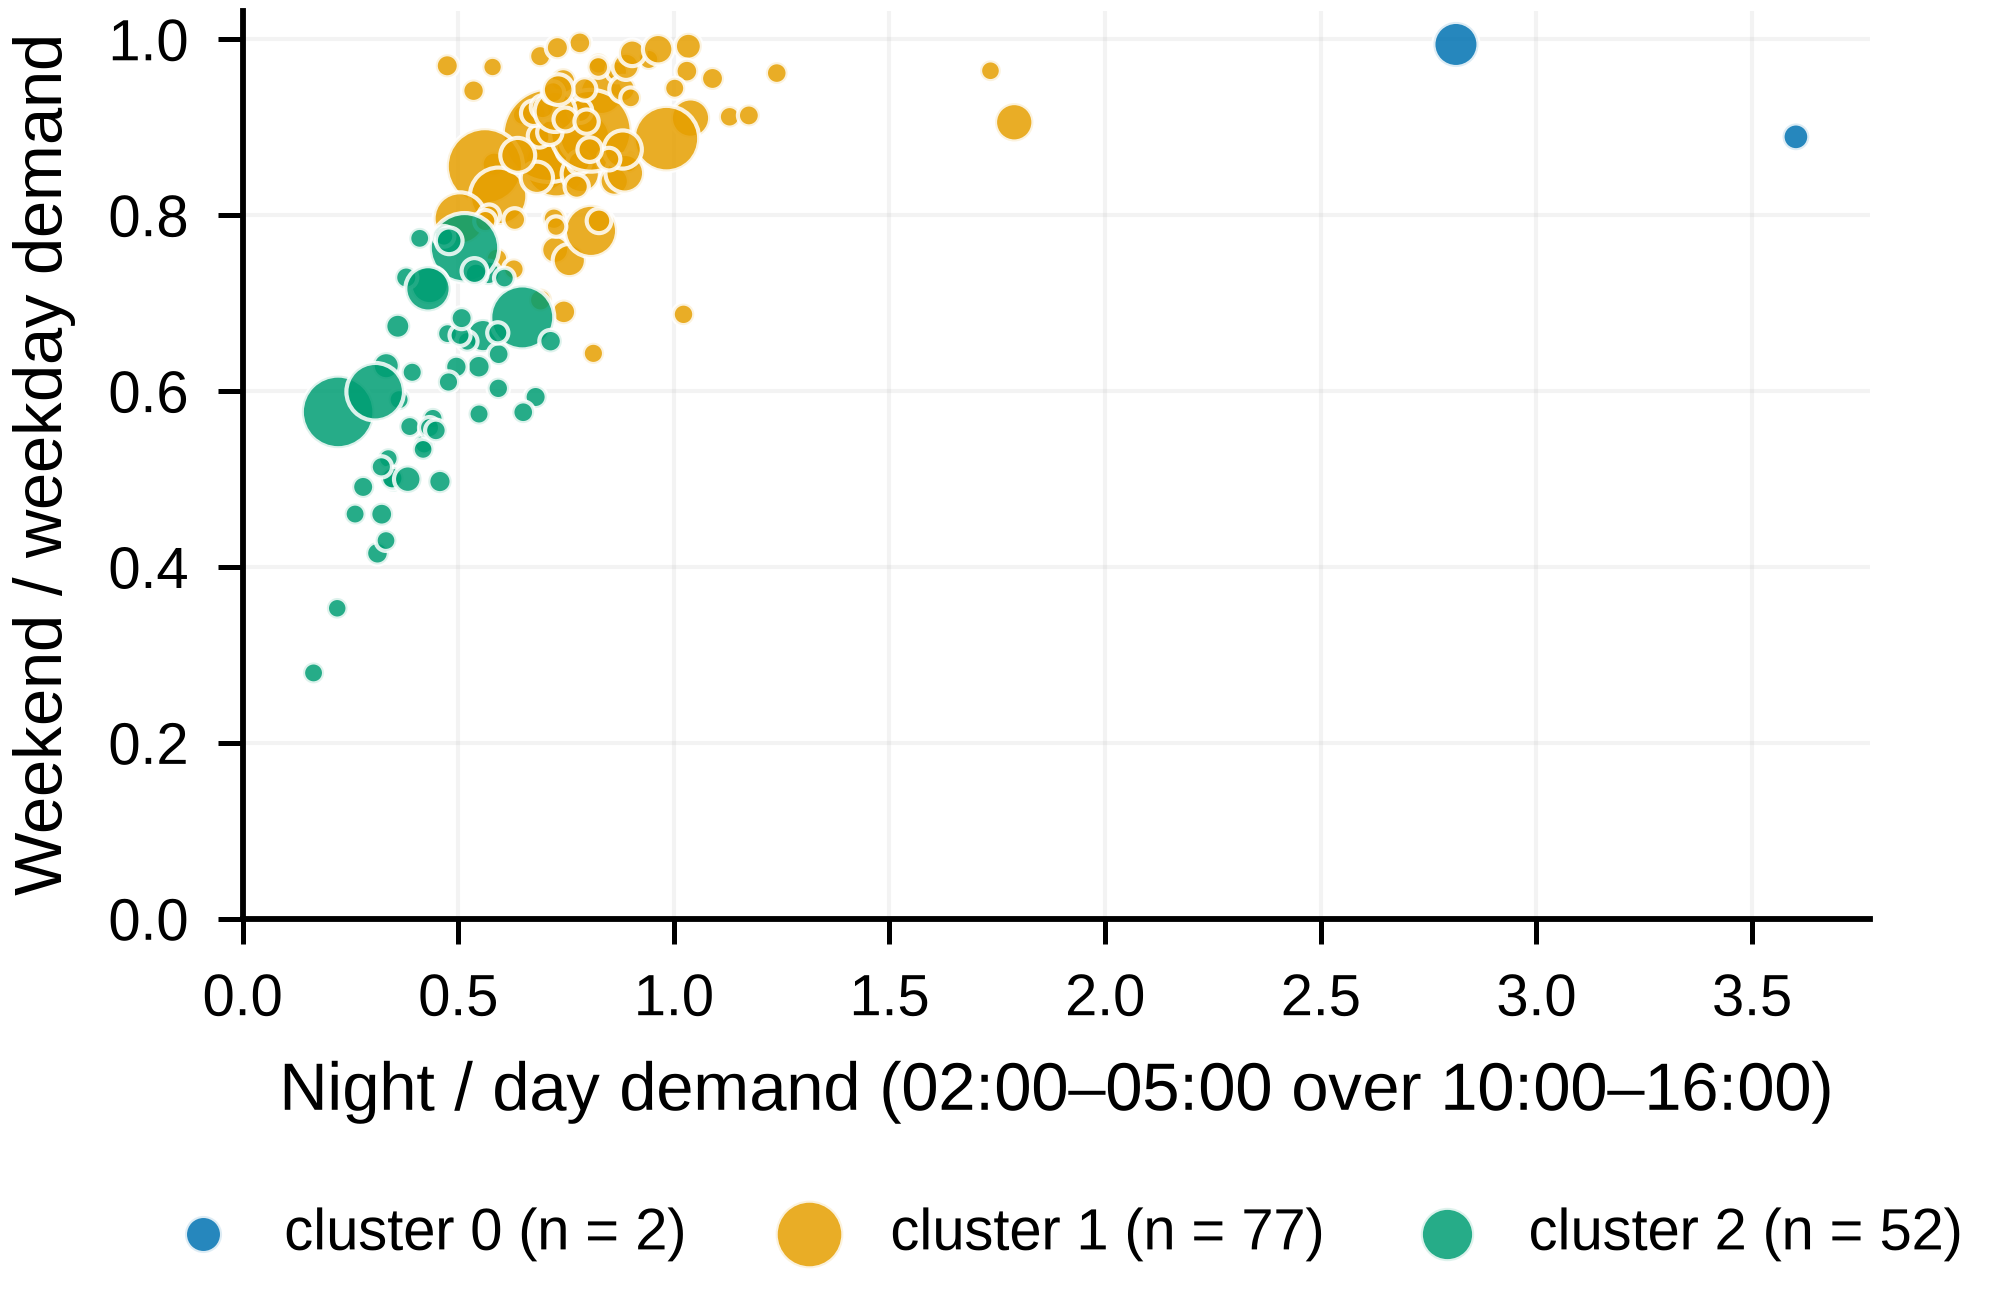 Weekend / weekday demand
1.0
0.8
0.6
0.4
0.2
0.0
0.0 0.5 1.0 1.5 2.0 2.5 3.0 3.5
Night / day demand (02:00–05:00 over 10:00–16:00)
cluster 0 (n = 2) cluster 1 (n = 77) cluster 2 (n = 52)